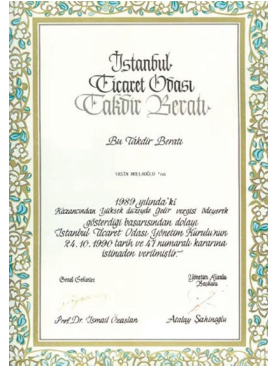 İstanbul
Ticaret Odası
Takdir Beratı
Bu Takdir Beratı
1989 yılında ki
Kazancından Yüksek düzeyde Gelir vergisi ödeyerek
gösterdiği başarısından dolayı
İstanbul Ticaret Odası Yönetim Kurulu'nun
24.10.1990 tarih ve 47 numaralı kararına
istinaden verilmiştir.
Genel Sekreter
Yönetim Kurulu
Başkanı
Prof. Dr. İsmail Özaslan
Atalay Şahinoğlu